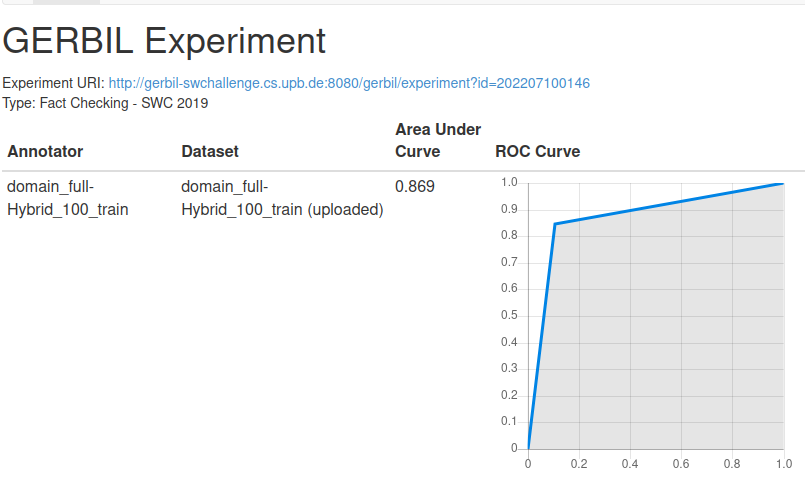 GERBIL Experiment
Experiment URI: http://gerbil-swchallenge.cs.upb.de:8080/gerbil/experiment?id=202207100146
Type: Fact Checking - SWC 2019
Annotator
Dataset
Area Under
Curve
ROC Curve
domain_full-
Hybrid_100_train
domain_full-
Hybrid_100_train (uploaded)
0.869
1.0
0.9
0.8
0.7
0.6
0.5
0.4
0.3
0.2
0.1
0
0 0.2 0.4 0.6 0.8 1.0